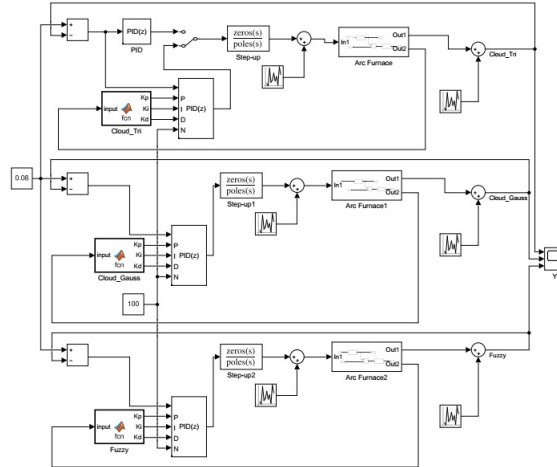 +
−
PID(z)
PID
zeros(s)
poles(s)
Step-up
+
+
In1
Out1
Out2
Arc Furnace
+
+
Cloud_Tri
input
fcn
Kp
Ki
Kd
Cloud_Tri
P
I
D
N
PID(z)
0.08
+
−
zeros(s)
poles(s)
Step-up1
+
+
In1
Out1
Out2
Arc Furnace1
+
+
Cloud_Gauss
input
fcn
Kp
Ki
Kd
Cloud_Gauss
P
I
D
N
PID(z)
Y
100
+
−
zeros(s)
poles(s)
Step-up2
+
+
In1
Out1
Out2
Arc Furnace2
+
+
Fuzzy
input
fcn
Kp
Ki
Kd
Fuzzy
P
I
D
N
PID(z)